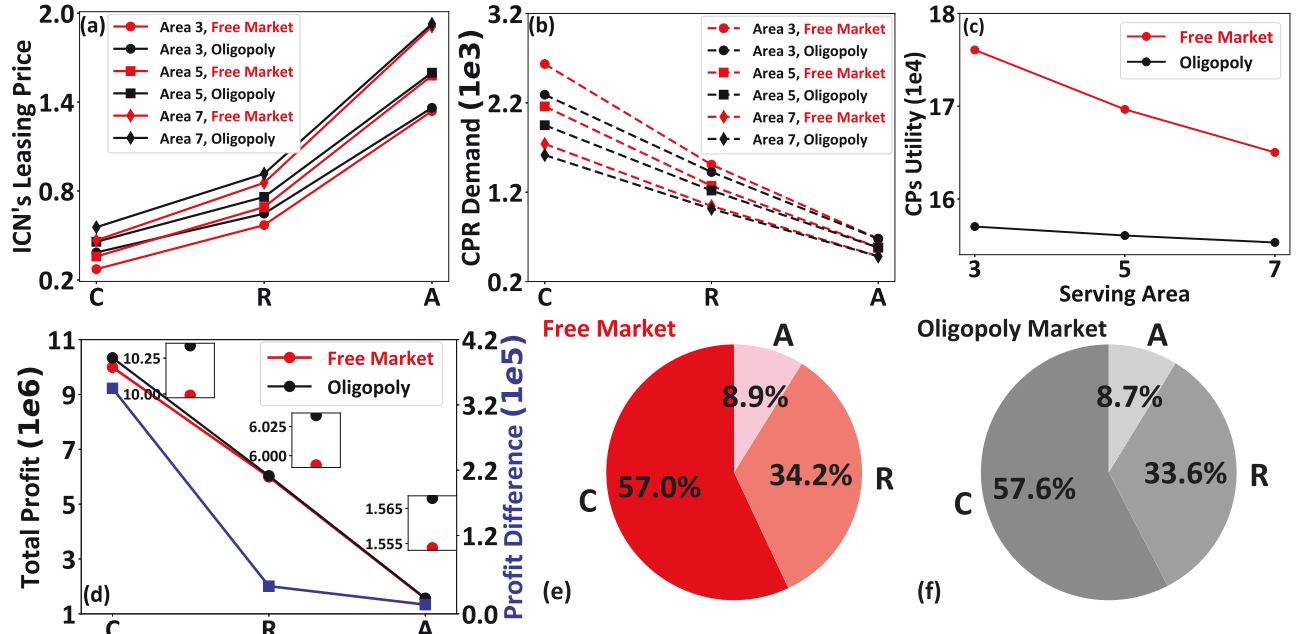 (a)
ICN's Leasing Price
2.0
1.4
0.8
0.2
C R A
Area 3, Free Market
Area 3, Oligopoly
Area 5, Free Market
Area 5, Oligopoly
Area 7, Free Market
Area 7, Oligopoly
(b)
CPR Demand (1e3)
3.2
2.2
1.2
0.2
C R A
Area 3, Free Market
Area 3, Oligopoly
Area 5, Free Market
Area 5, Oligopoly
Area 7, Free Market
Area 7, Oligopoly
(c)
CPs Utility (1e4)
18
17
16
3 5 7
Serving Area
Free Market
Oligopoly
(d)
Total Profit (1e6)
11
9
7
5
3
1
C R A
Profit Difference (1e5)
4.2
3.2
2.2
1.2
0.0
Free Market
Oligopoly
10.25
10.00
6.025
6.000
1.565
1.555
Free Market
A
8.9%
34.2%
R
57.0%
C
(e)
Oligopoly Market
A
8.7%
33.6%
R
57.6%
C
(f)